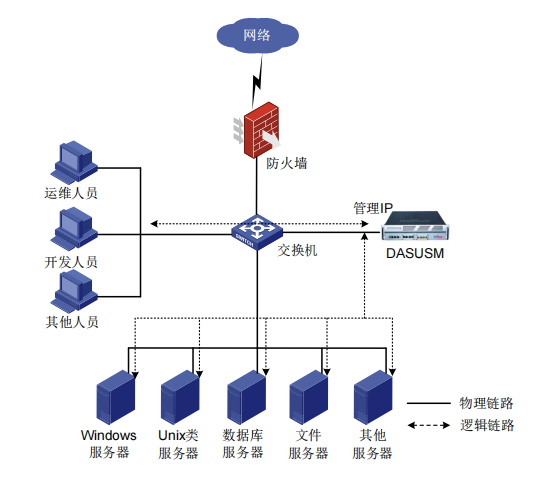 网络
防火墙
运维人员
管理IP
交换机
DASUSM
开发人员
其他人员
Windows
服务器
Unix类
服务器
数据库
服务器
文件
服务器
其他
服务器
物理链路
逻辑链路